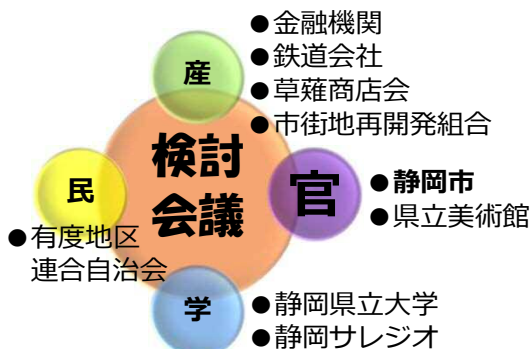 ●金融機関
●鉄道会社
●草薙商店会
●市街地再開発組合
産
検討
会議
民
官
●静岡市
●県立美術館
●有度地区
連合自治会
学
●静岡県立大学
●静岡サレジオ